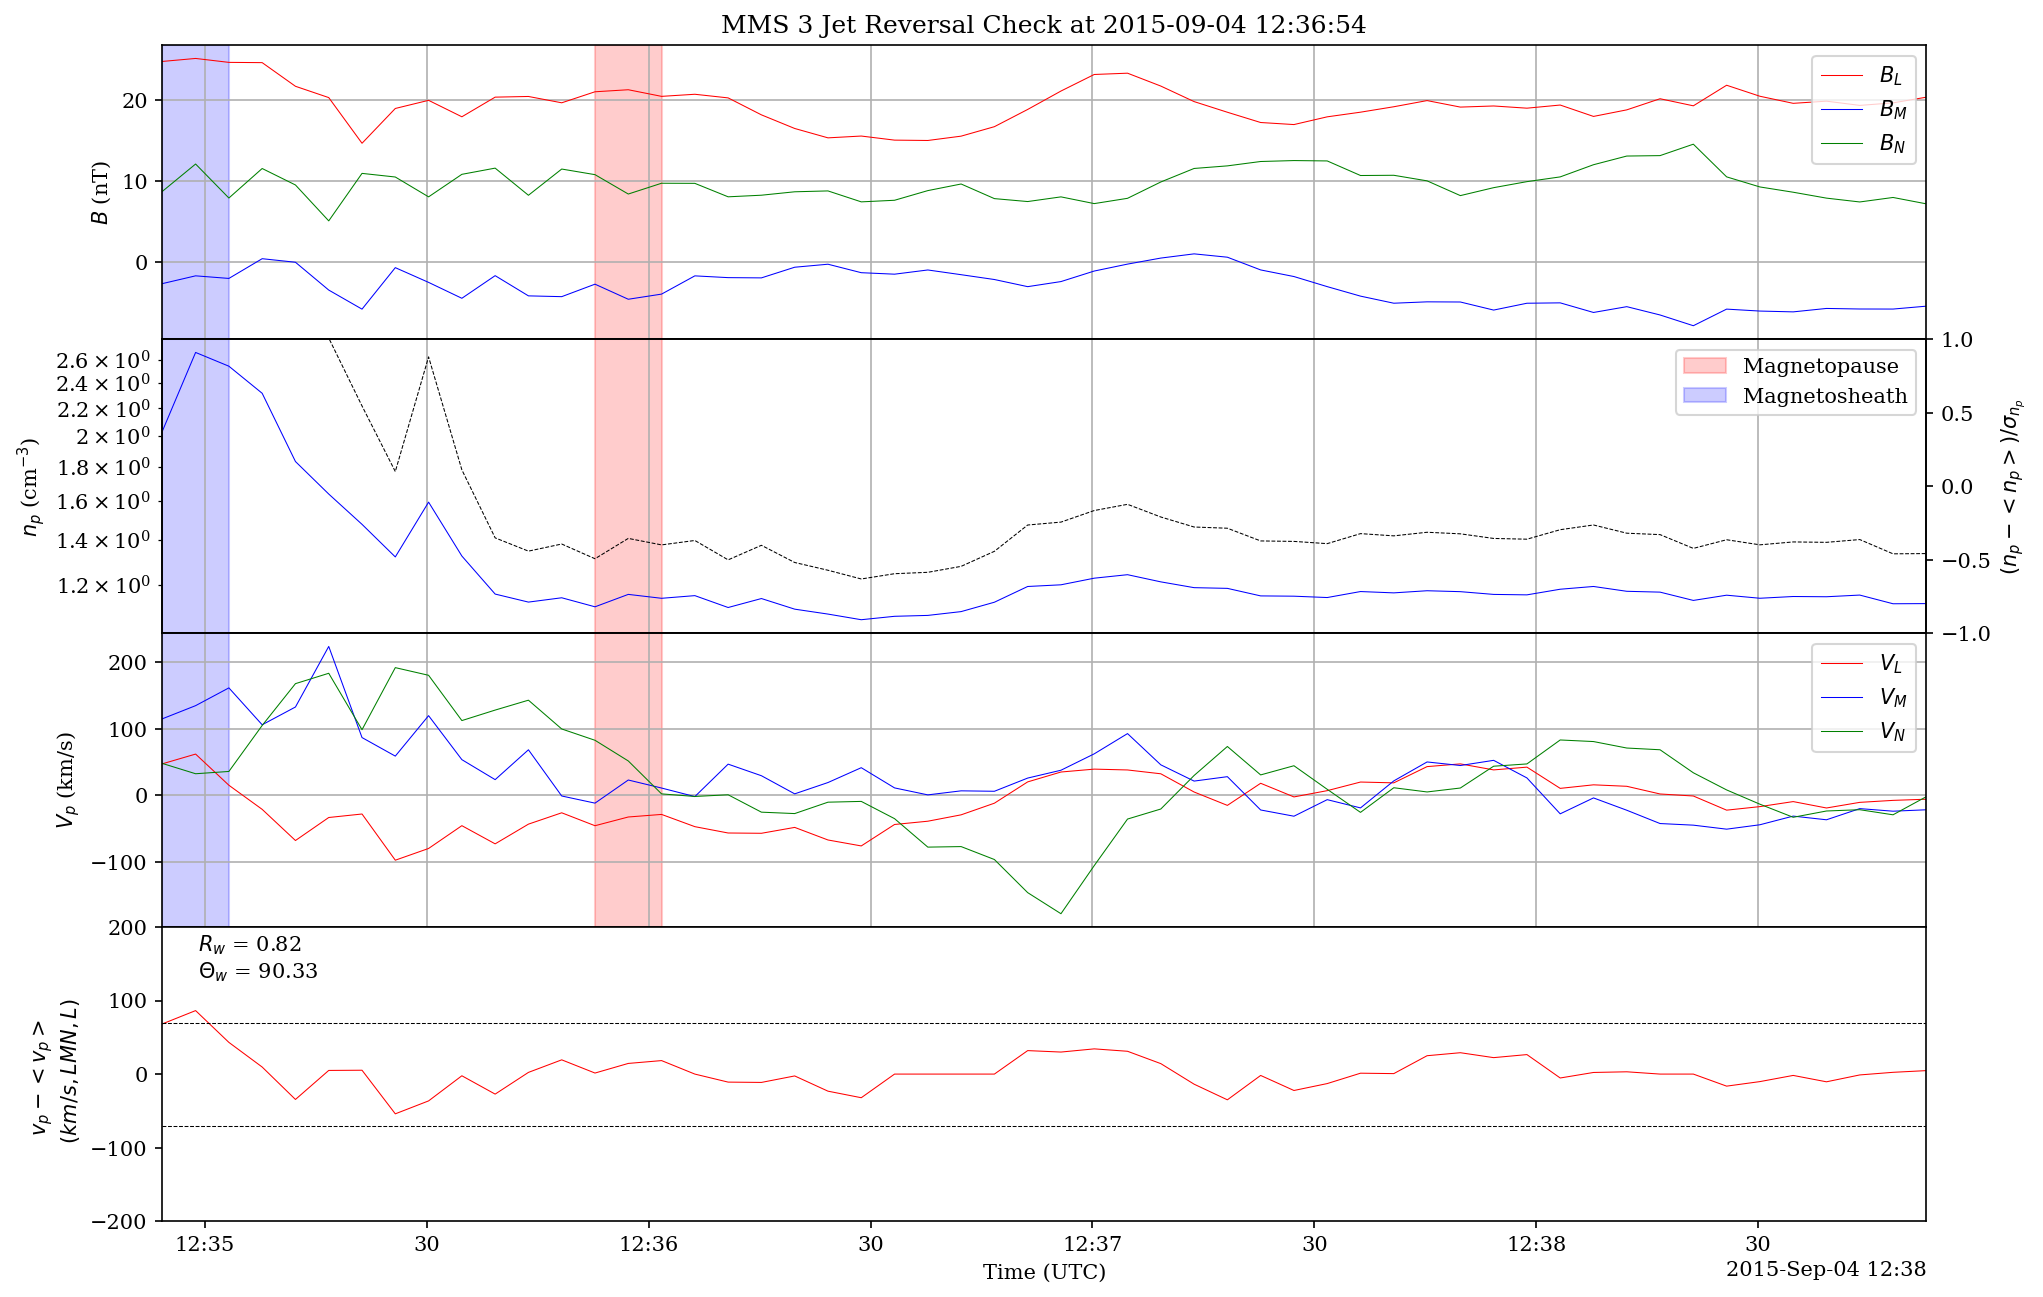 MMS 3 Jet Reversal Check at 2015-09-04 12:36:54
20
10
0
B (nT)
B_L
B_M
B_N
2.6 × 10^0
2.4 × 10^0
2.2 × 10^0
2 × 10^0
1.8 × 10^0
1.6 × 10^0
1.4 × 10^0
1.2 × 10^0
n_p (cm^{-3})
Magnetopause
Magnetosheath
1.0
0.5
0.0
−0.5
−1.0
(n_p − < n_p >)/σ_{n_p}
200
100
0
−100
V_p (km/s)
V_L
V_M
V_N
200
100
0
−100
−200
v_p − < v_p >
(km/s, LMN, L)
R_w = 0.82
Θ_w = 90.33
12:35 30 12:36 30 12:37 30 12:38 30
Time (UTC)
2015-Sep-04 12:38